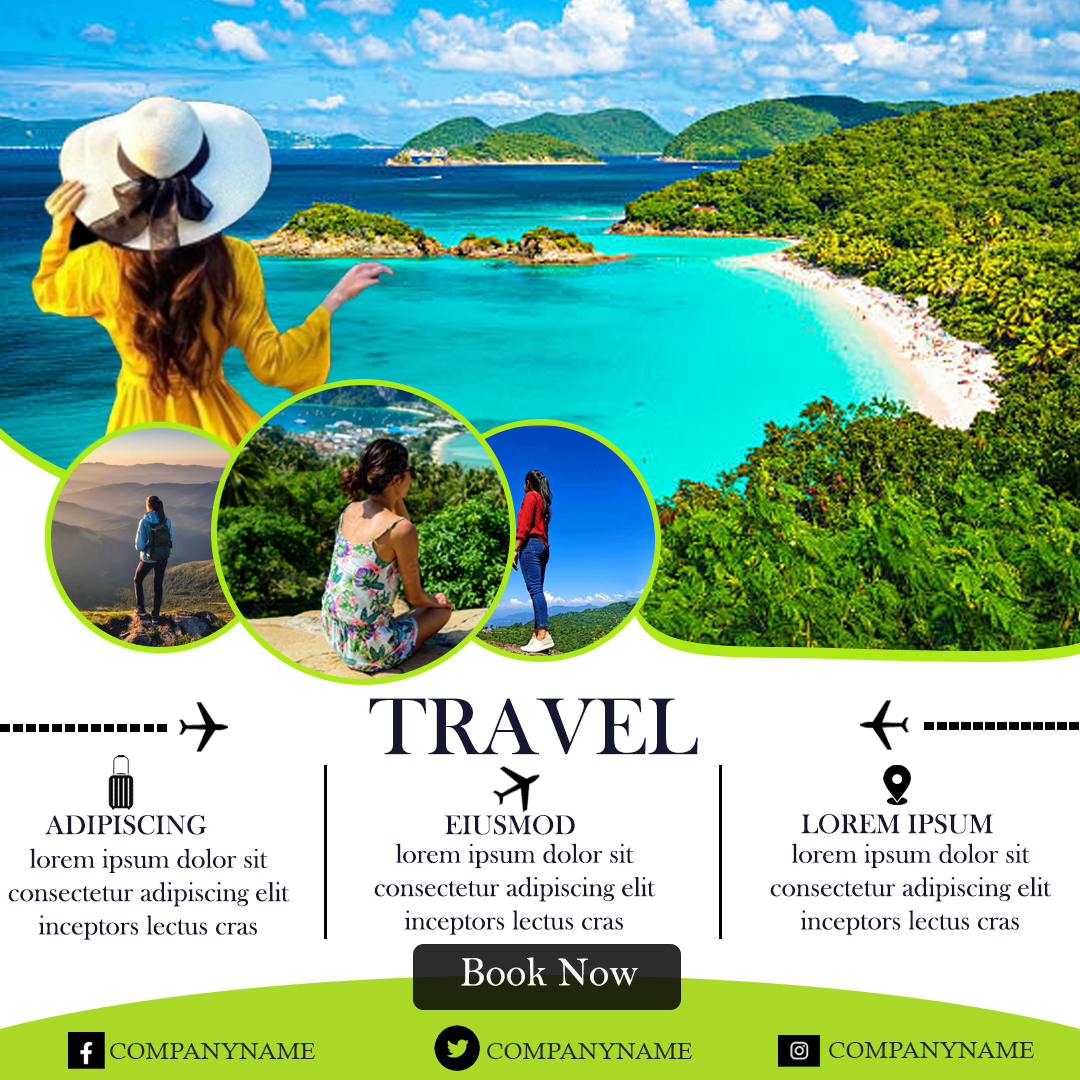 TRAVEL
ADIPISCING
lorem ipsum dolor sit
consectetur adipiscing elit
inceptors lectus cras
EIUSMOD
lorem ipsum dolor sit
consectetur adipiscing elit
inceptors lectus cras
LOREM IPSUM
lorem ipsum dolor sit
consectetur adipiscing elit
inceptors lectus cras
Book Now
COMPANYNAME
COMPANYNAME
COMPANYNAME